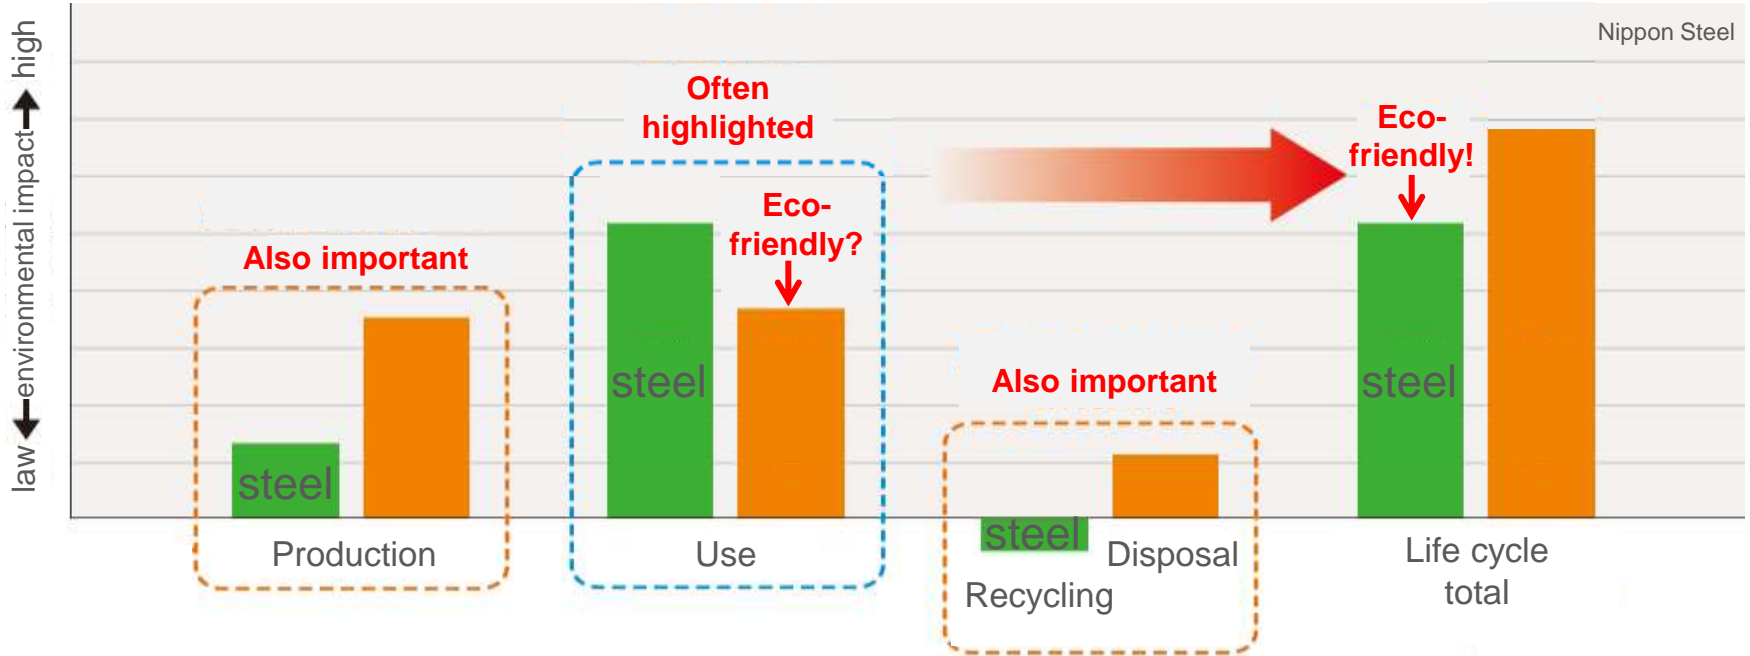 Nippon Steel
law
environmental impact
high
Also important
steel
Production
Often
highlighted
Eco-
friendly?
steel
Use
Also important
steel
Recycling
Disposal
Eco-
friendly!
steel
Life cycle
total